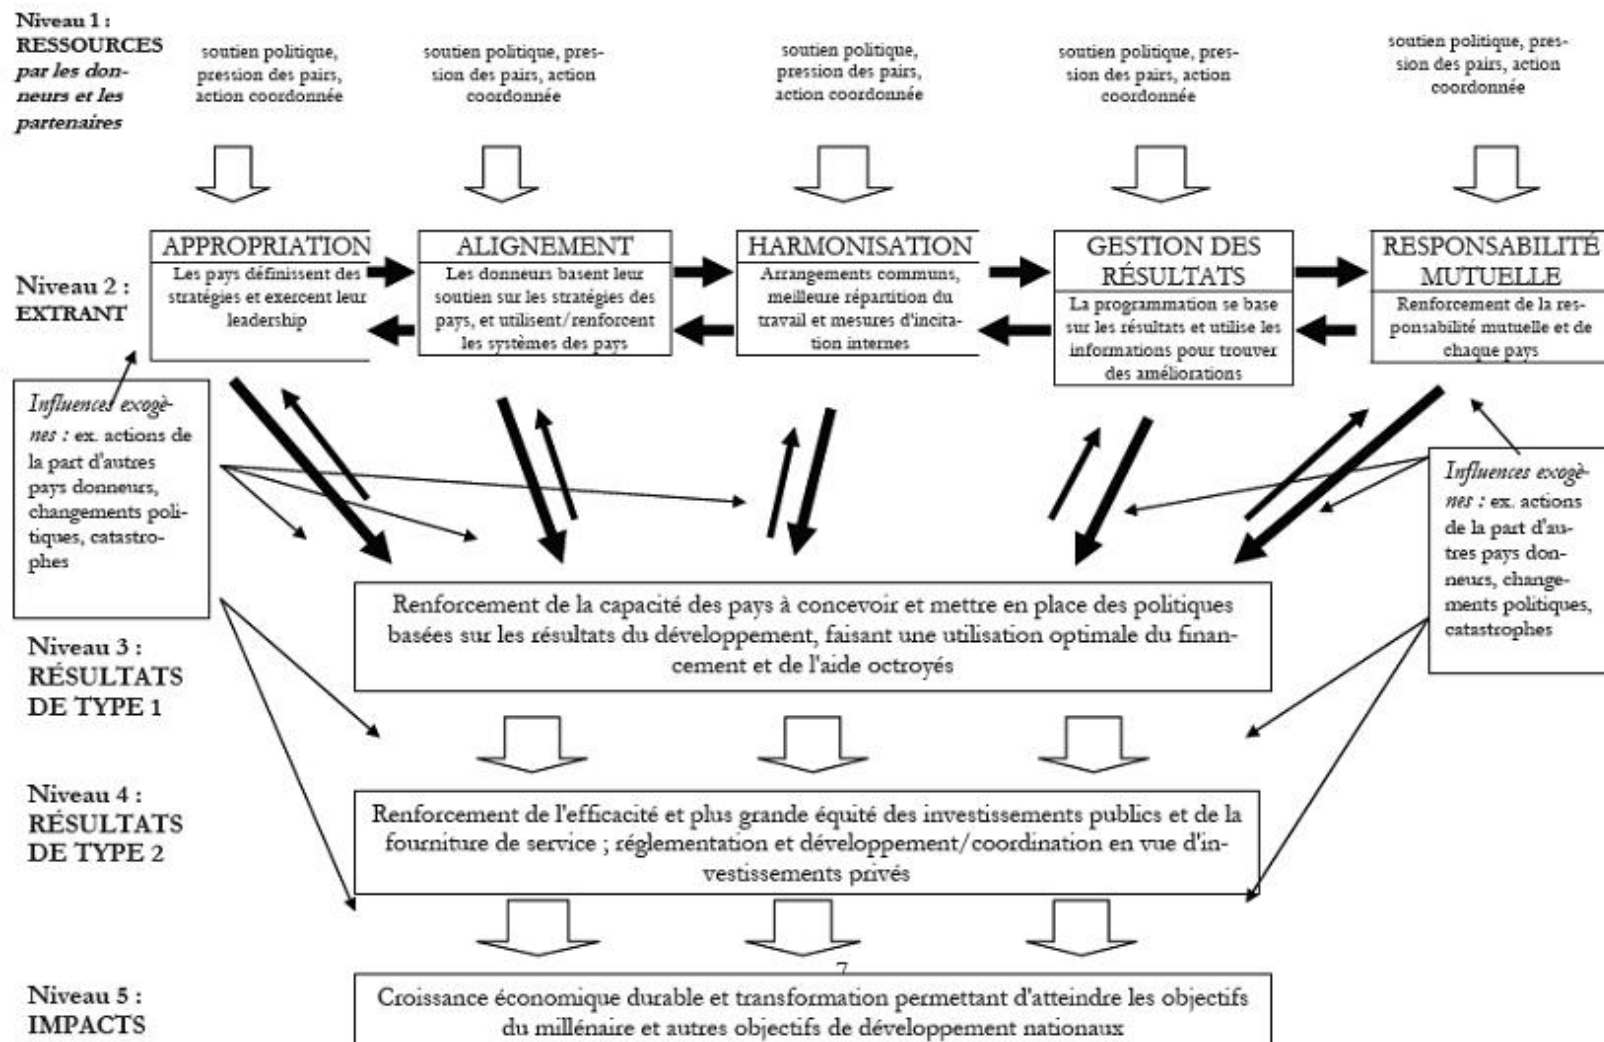 Niveau 1 :
RESSOURCES
par les don-
neurs et les
partenaires
soutien politique,
pression des pairs,
action coordonnée
soutien politique, pres-
sion des pairs, action
coordonnée
soutien politique,
pression des pairs,
action coordonnée
soutien politique, pres-
sion des pairs, action
coordonnée
soutien politique, pres-
sion des pairs, action
coordonnée
Niveau 2 :
EXTRANT
APPROPRIATION
Les pays définissent des
stratégies et exercent leur
leadership
ALIGNEMENT
Les donneurs basent leur
soutien sur les stratégies des
pays, et utilisent/renforcent
les systèmes des pays
HARMONISATION
Arrangements communs,
meilleure répartition du
travail et mesures d'incita-
tion internes
GESTION DES
RÉSULTATS
La programmation se base
sur les résultats et utilise les
informations pour trouver
des améliorations
RESPONSABILITÉ
MUTUELLE
Renforcement de la res-
ponsabilité mutuelle et de
chaque pays
Influences exogè-
nes : ex. actions de
la part d'autres
pays donneurs,
changements poli-
tiques, catastro-
phes
Influences exogè-
nes : ex. actions
de la part d'au-
tres pays don-
neurs, change-
ments politiques,
catastrophes
Niveau 3 :
RÉSULTATS
DE TYPE 1
Renforcement de la capacité des pays à concevoir et mettre en place des politiques
basées sur les résultats du développement, faisant une utilisation optimale du finan-
cement et de l'aide octroyés
Niveau 4 :
RÉSULTATS
DE TYPE 2
Renforcement de l'efficacité et plus grande équité des investissements publics et de la
fourniture de service ; réglementation et développement/coordination en vue d'in-
vestissements privés
7
Niveau 5 :
IMPACTS
Croissance économique durable et transformation permettant d'atteindre les objectifs
du millénaire et autres objectifs de développement nationaux